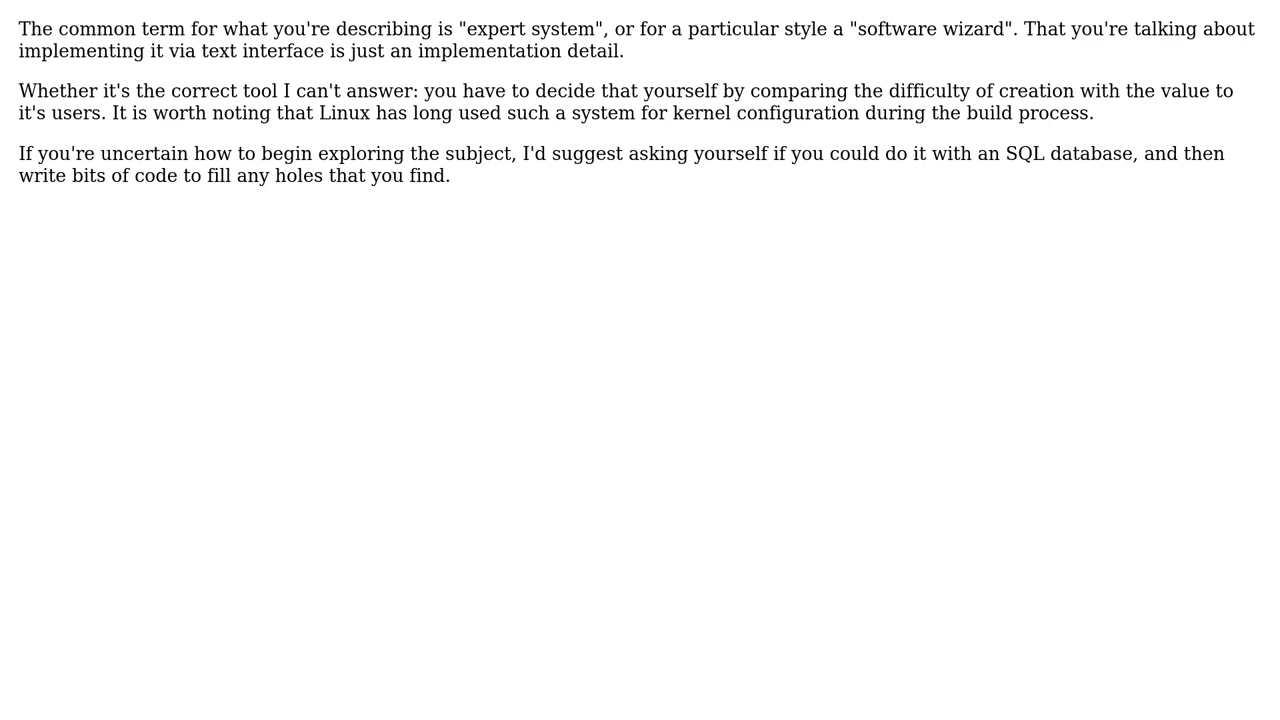 The common term for what you're describing is "expert system", or for a particular style a "software wizard". That you're talking about
implementing it via text interface is just an implementation detail.
Whether it's the correct tool I can't answer: you have to decide that yourself by comparing the difficulty of creation with the value to
it's users. It is worth noting that Linux has long used such a system for kernel configuration during the build process.
If you're uncertain how to begin exploring the subject, I'd suggest asking yourself if you could do it with an SQL database, and then
write bits of code to fill any holes that you find.